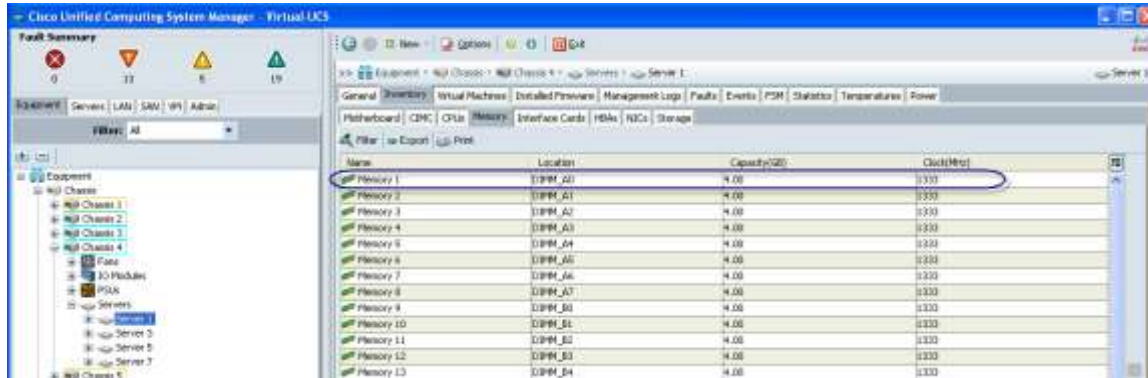 Cisco Unified Computing System Manager - Virtual-UCS
Fault Summary
0 13 5 19
Equipment Servers LAN SAN VM Admin
Filter: All
Equipment
Chassis
Chassis 1
Chassis 2
Chassis 3
Chassis 4
Fans
IO Modules
PSUs
Servers
Server 1
Server 3
Server 5
Server 7
Chassis 5
New Options Exit
>> Equipment Chassis Chassis 4 Servers Server 1
Server 1
General Inventory Virtual Machines Installed Firmware Management Logs Faults Events FSM Statistics Temperatures Power
Motherboard CIMC CPUs Memory Interface Cards HBAs NICs Storage
Filter Export Print
Name Location Capacity(GB) Clock(MHz)
Memory 1 DIMM_A0 4.00 1333
Memory 2 DIMM_A1 4.00 1333
Memory 3 DIMM_A2 4.00 1333
Memory 4 DIMM_A3 4.00 1333
Memory 5 DIMM_A4 4.00 1333
Memory 6 DIMM_A5 4.00 1333
Memory 7 DIMM_A6 4.00 1333
Memory 8 DIMM_A7 4.00 1333
Memory 9 DIMM_B0 4.00 1333
Memory 10 DIMM_B1 4.00 1333
Memory 11 DIMM_B2 4.00 1333
Memory 12 DIMM_B3 4.00 1333
Memory 13 DIMM_B4 4.00 1333